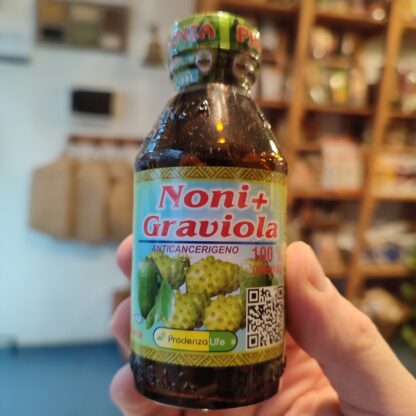 Noni+
Graviola
ANTICANCERIGENO
100%
Prodenza Life